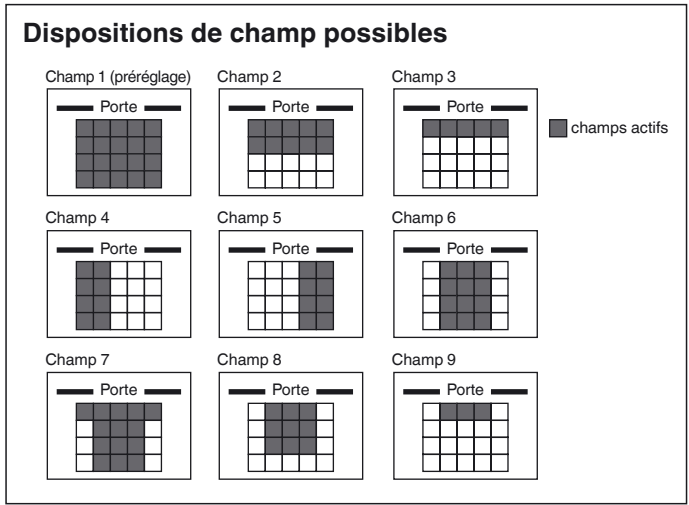 Dispositions de champ possibles
Champ 1 (préréglage)
Champ 2
Champ 3
Porte
Porte
Porte
champs actifs
Champ 4
Champ 5
Champ 6
Porte
Porte
Porte
Champ 7
Champ 8
Champ 9
Porte
Porte
Porte